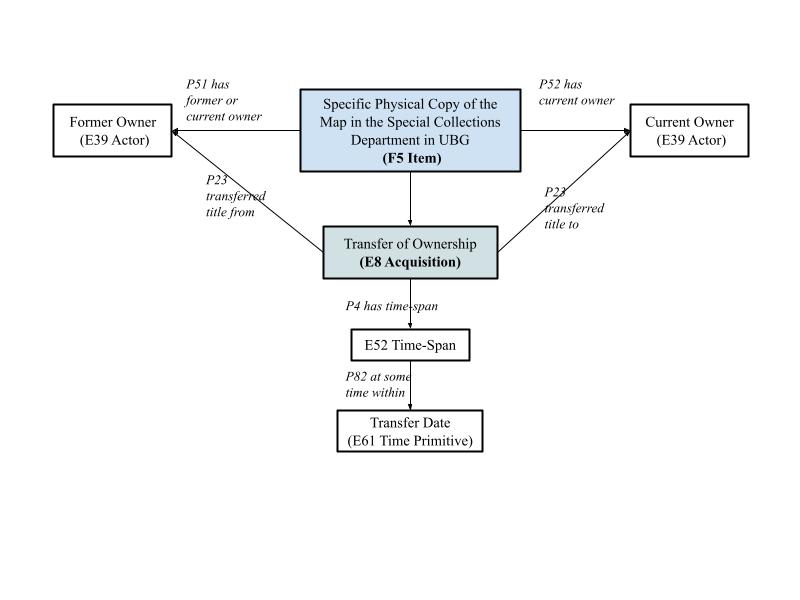 P51 has
former or
current owner
Specific Physical Copy of the
Map in the Special Collections
Department in UBG
(F5 Item)
P52 has
current owner
Former Owner
(E39 Actor)
Current Owner
(E39 Actor)
P23
transferred
title from
P23
transferred
title to
Transfer of Ownership
(E8 Acquisition)
P4 has time-span
E52 Time-Span
P82 at some
time within
Transfer Date
(E61 Time Primitive)